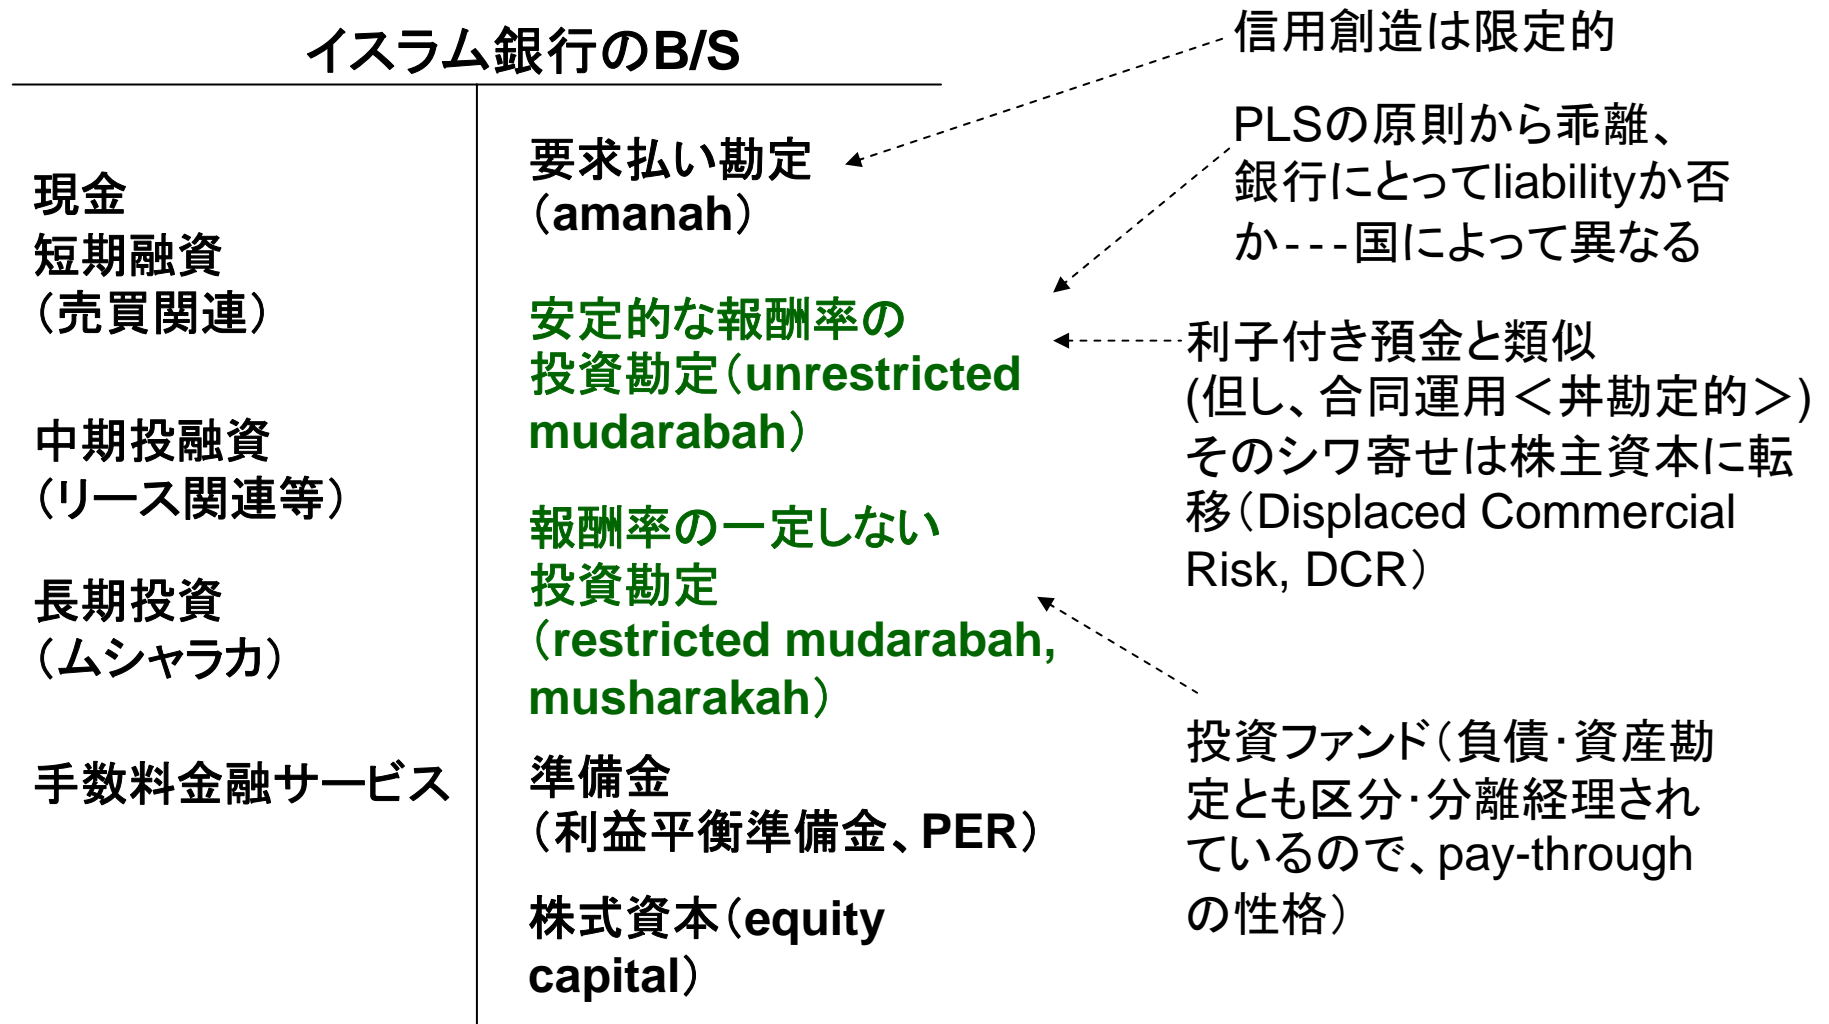 イスラム銀行のB/S
現金
短期融資
（売買関連）
中期投融資
（リース関連等）
長期投資
（ムシャラカ）
手数料金融サービス
要求払い勘定
（amanah）
安定的な報酬率の
投資勘定（unrestricted
mudarabah）
報酬率の一定しない
投資勘定
（restricted mudarabah,
musharakah）
準備金
（利益平衡準備金、PER）
株式資本（equity
capital）
信用創造は限定的
PLSの原則から乖離、
銀行にとってliabilityか否
か---国によって異なる
利子付き預金と類似
(但し、合同運用＜丼勘定的＞)
そのシワ寄せは株主資本に転
移（Displaced Commercial
Risk, DCR）
投資ファンド（負債・資産勘
定とも区分・分離経理され
ているので、pay-through
の性格）